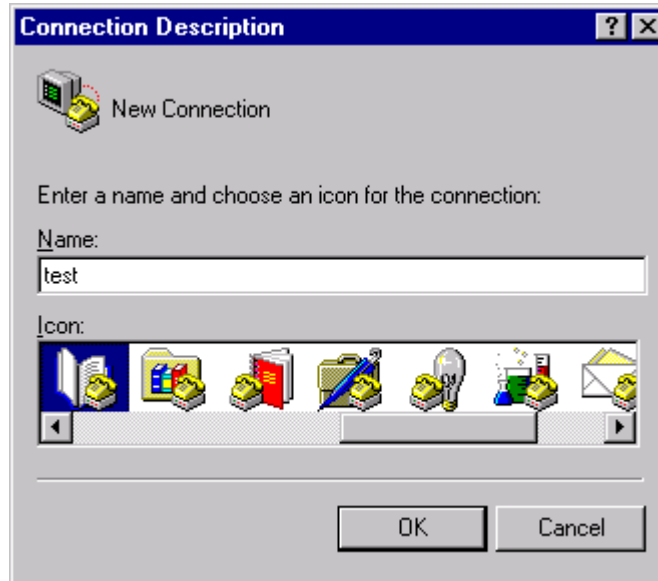 Connection Description
New Connection
Enter a name and choose an icon for the connection:
Name:
test
Icon:
OK Cancel